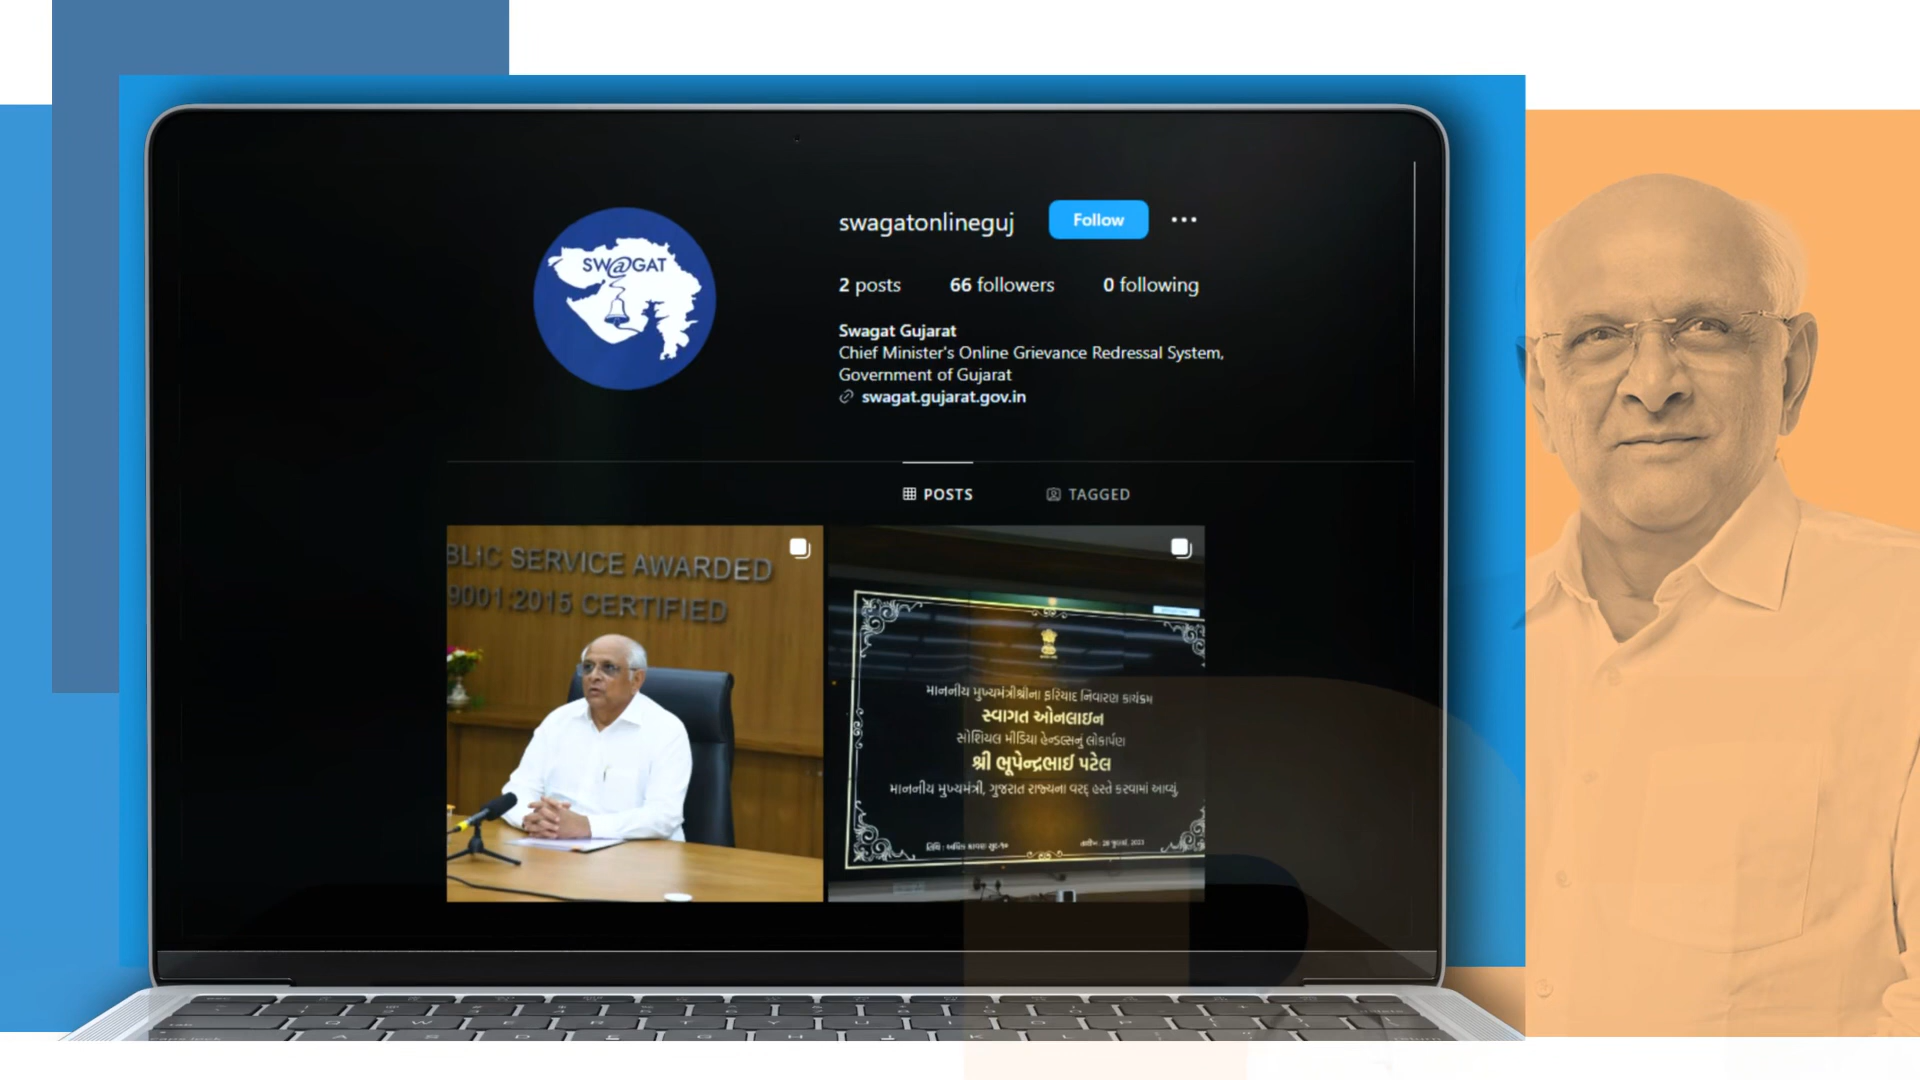 swagatonlineguj
Follow
2 posts 66 followers 0 following
Swagat Gujarat
Chief Minister's Online Grievance Redressal System,
Government of Gujarat
swagat.gujarat.gov.in
SW@GAT
POSTS TAGGED
BLIC SERVICE AWARDED
9001:2015 CERTIFIED
માનનીય મુખ્યમંત્રીશ્રીના ફરિયાદ નિવારણ કાર્યક્રમ
સ્વાગત ઓનલાઇન
સોશિયલ મીડિયા હેન્ડલ્સનું લોકાર્પણ
શ્રી ભૂપેન્દ્રભાઈ પટેલ
માનનીય મુખ્યમંત્રી, ગુજરાત રાજ્યના વરદ્ હસ્તે કરવામાં આવ્યું.